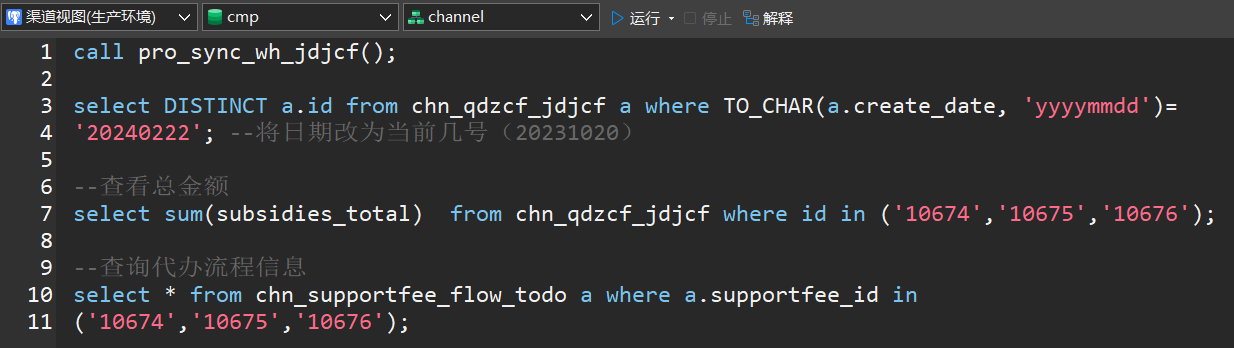 渠道视图(生产环境) cmp channel 运行 停止 解释
1 call pro_sync_wh_jdjcf();
2
3 select DISTINCT a.id from chn_qdzcf_jdjcf a where TO_CHAR(a.create_date, 'yyyymmdd')=
4 '20240222'; --将日期改为当前几号（20231020）
5
6 --查看总金额
7 select sum(subsidies_total)  from chn_qdzcf_jdjcf where id in ('10674','10675','10676');
8
9 --查询代办流程信息
10 select * from chn_supportfee_flow_todo a where a.supportfee_id in
11 ('10674','10675','10676');